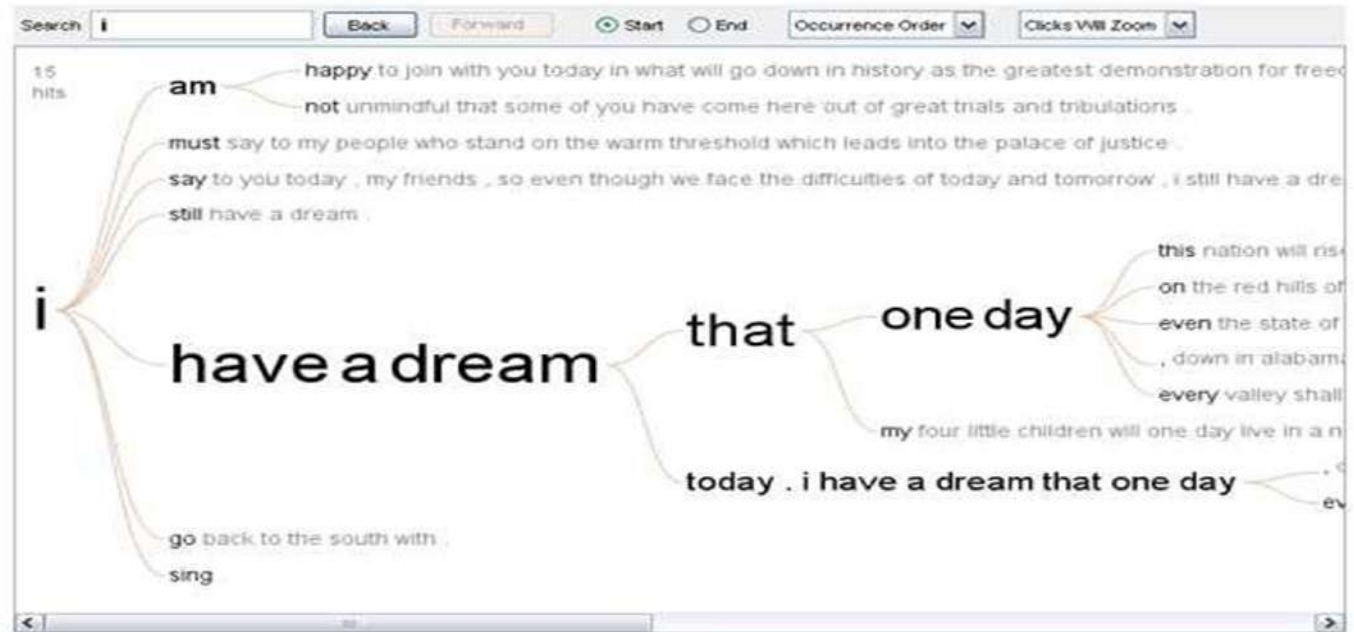 Search i Back Forward Start End Occurrence Order Clicks Will Zoom
15
hits
am
happy to join with you today in what will go down in history as the greatest demonstration for freed
not unmindful that some of you have come here out of great trials and tribulations .
must say to my people who stand on the warm threshold which leads into the palace of justice .
say to you today , my friends , so even though we face the difficulties of today and tomorrow , i still have a dre
still have a dream .
i
have a dream
that
one day
this nation will rise
on the red hills of
even the state of
, down in alabama
every valley shall
my four little children will one day live in a n
today . i have a dream that one day
,
ev
go back to the south with .
sing